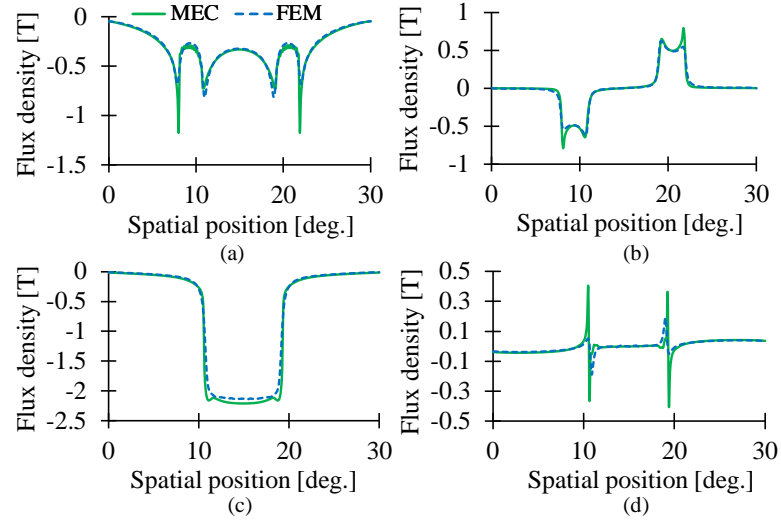 MEC FEM
Flux density [T]
0
-0.5
-1
-1.5
0 10 20 30
Spatial position [deg.]
(a)
Flux density [T]
1
0.5
0
-0.5
-1
0 10 20 30
Spatial position [deg.]
(b)
Flux density [T]
0
-0.5
-1
-1.5
-2
-2.5
0 10 20 30
Spatial position [deg.]
(c)
Flux density [T]
0.5
0.3
0.1
-0.1
-0.3
-0.5
0 10 20 30
Spatial position [deg.]
(d)